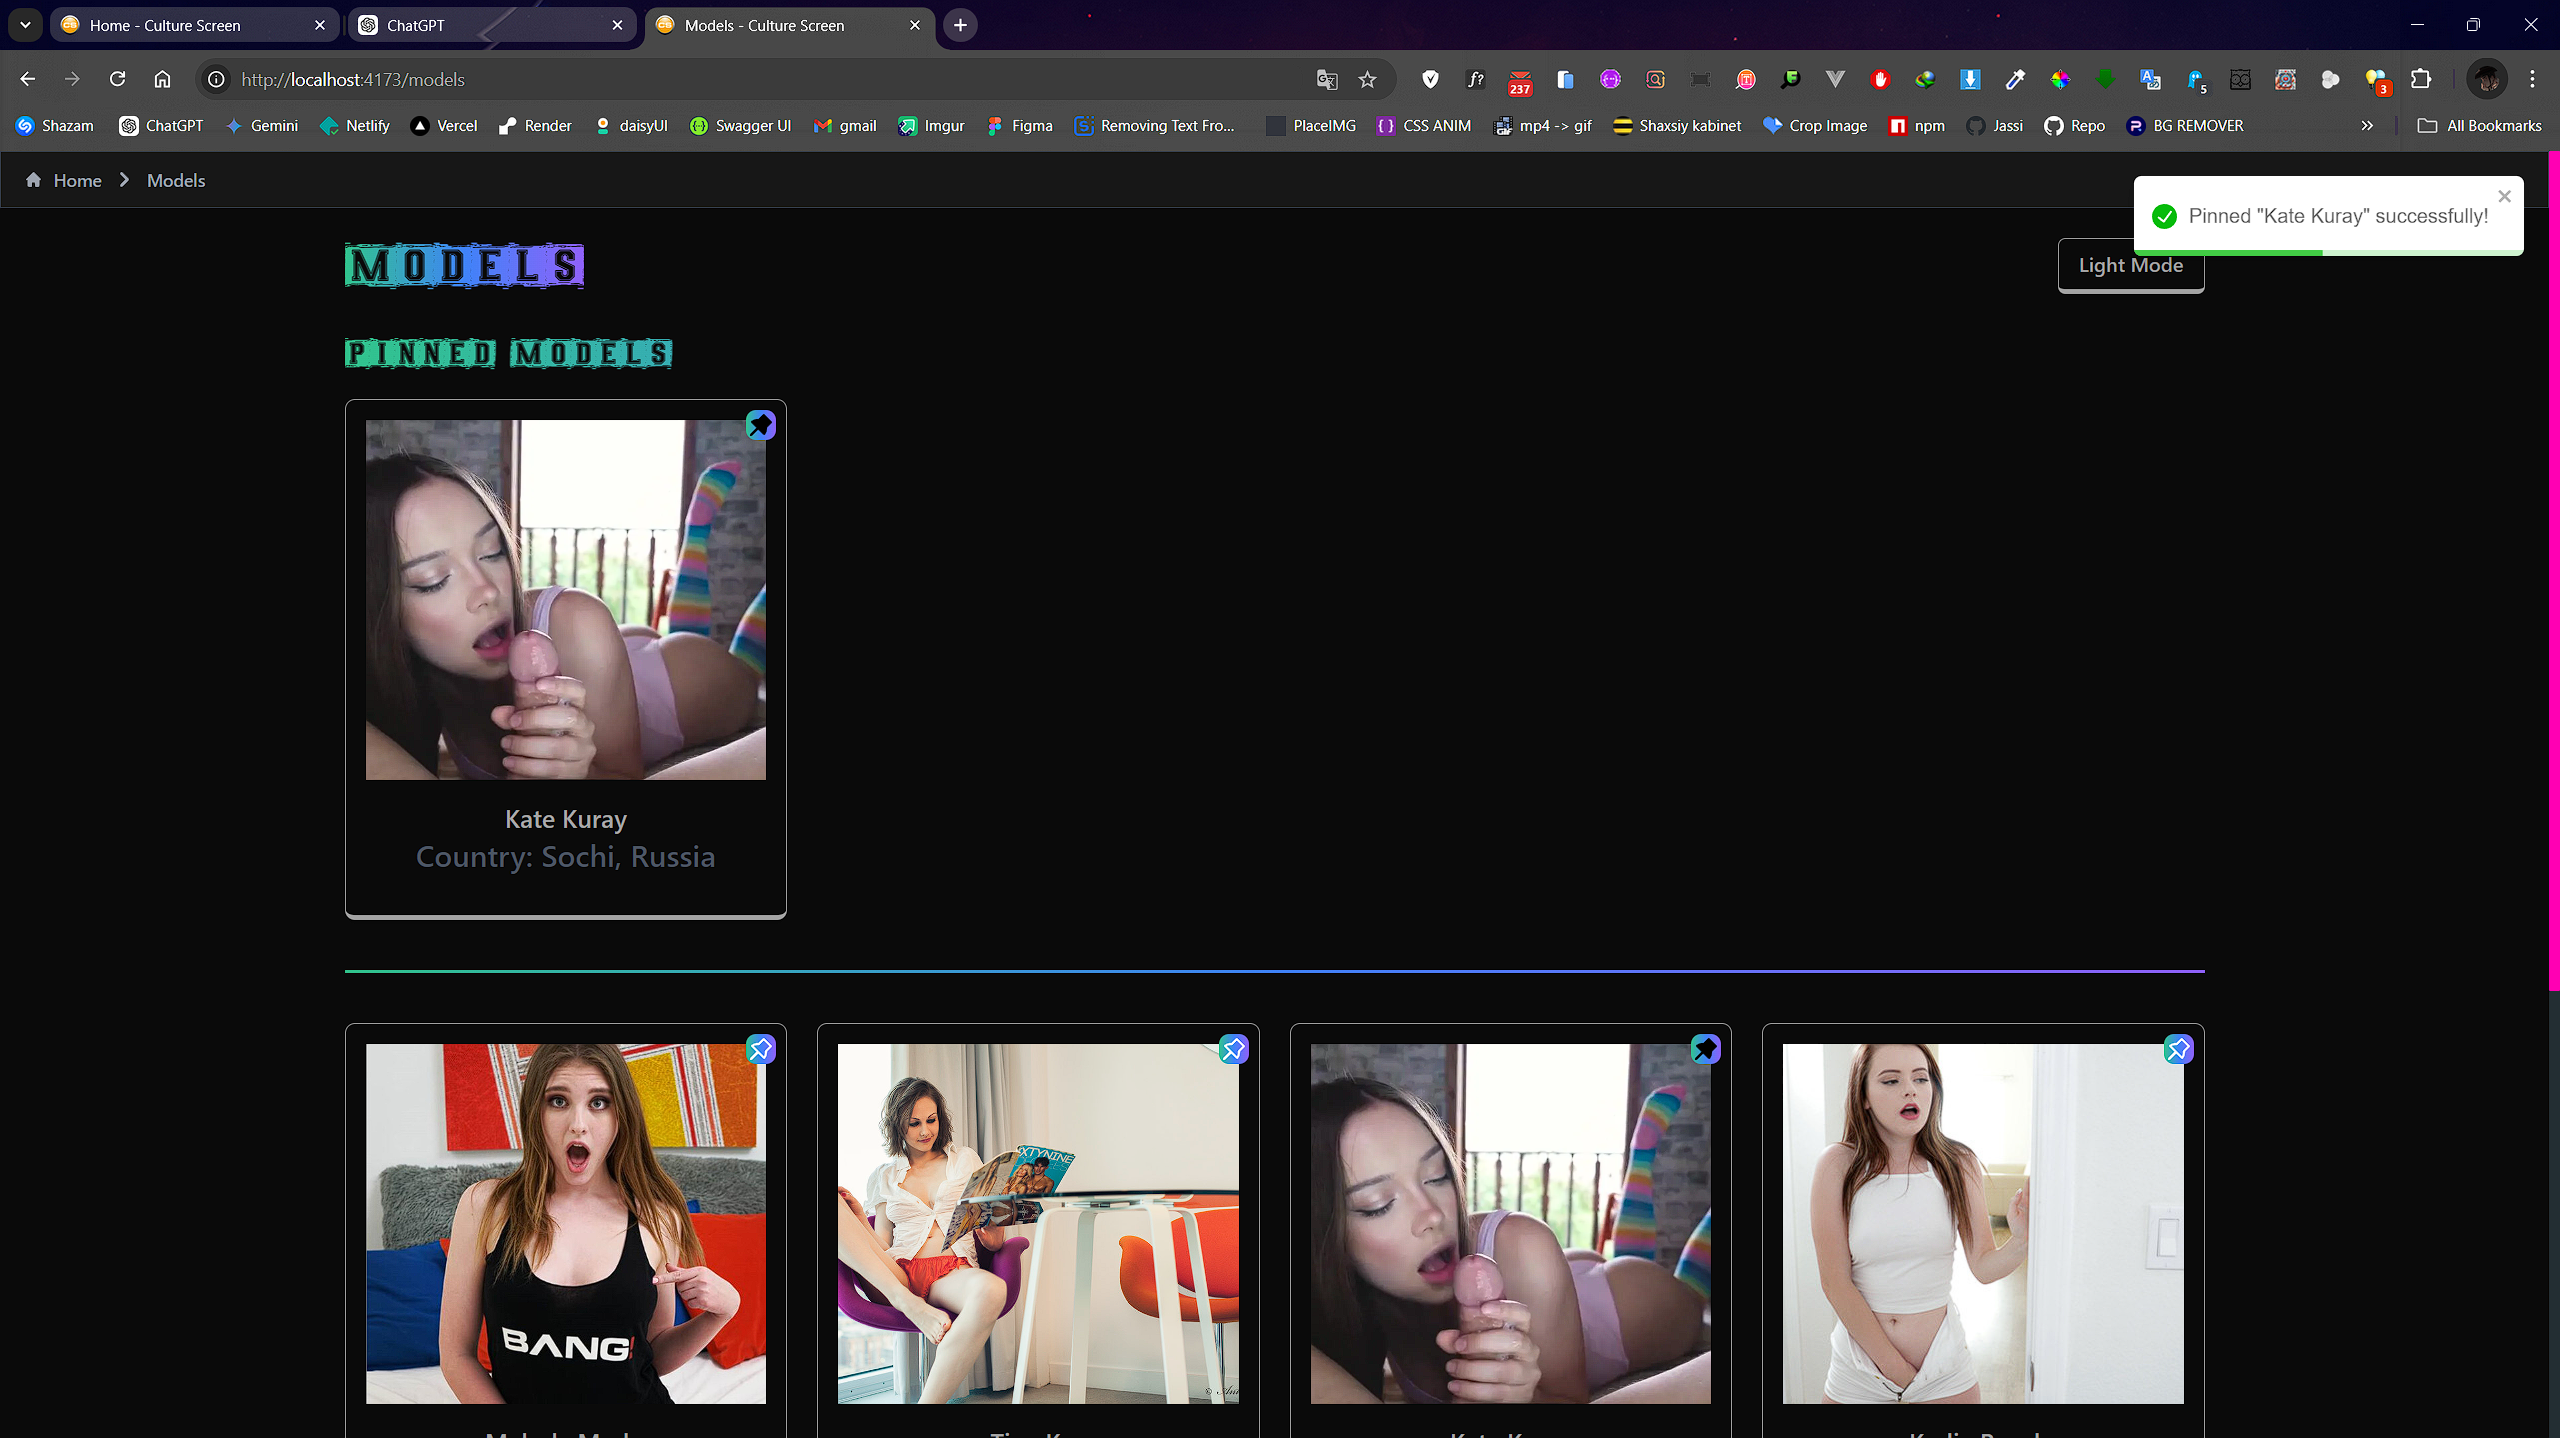 Home - Culture Screen
ChatGPT
Models - Culture Screen
http://localhost:4173/models
237
5
3
Shazam
ChatGPT
Gemini
Netlify
Vercel
Render
daisyUI
Swagger UI
gmail
Imgur
Figma
Removing Text Fro...
PlaceIMG
CSS ANIM
mp4 -> gif
Shaxsiy kabinet
Crop Image
npm
Jassi
Repo
BG REMOVER
All Bookmarks
Home
Models
Pinned "Kate Kuray" successfully!
MODELS
Light Mode
PINNED MODELS
Kate Kuray
Country: Sochi, Russia
BANG!